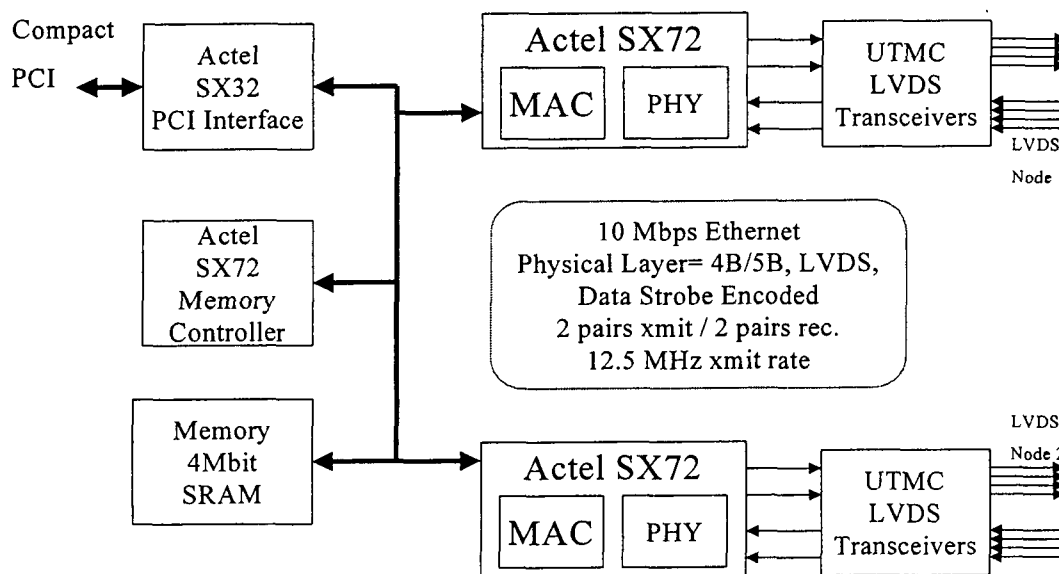 Compact
PCI
Actel
SX32
PCI Interface
Actel SX72
MAC
PHY
UTMC
LVDS
Transceivers
LVDS
Node
10 Mbps Ethernet
Physical Layer= 4B/5B, LVDS,
Data Strobe Encoded
2 pairs xmit / 2 pairs rec.
12.5 MHz xmit rate
Actel
SX72
Memory
Controller
Memory
4Mbit
SRAM
Actel SX72
MAC
PHY
LVDS
Node 2
UTMC
LVDS
Transceivers